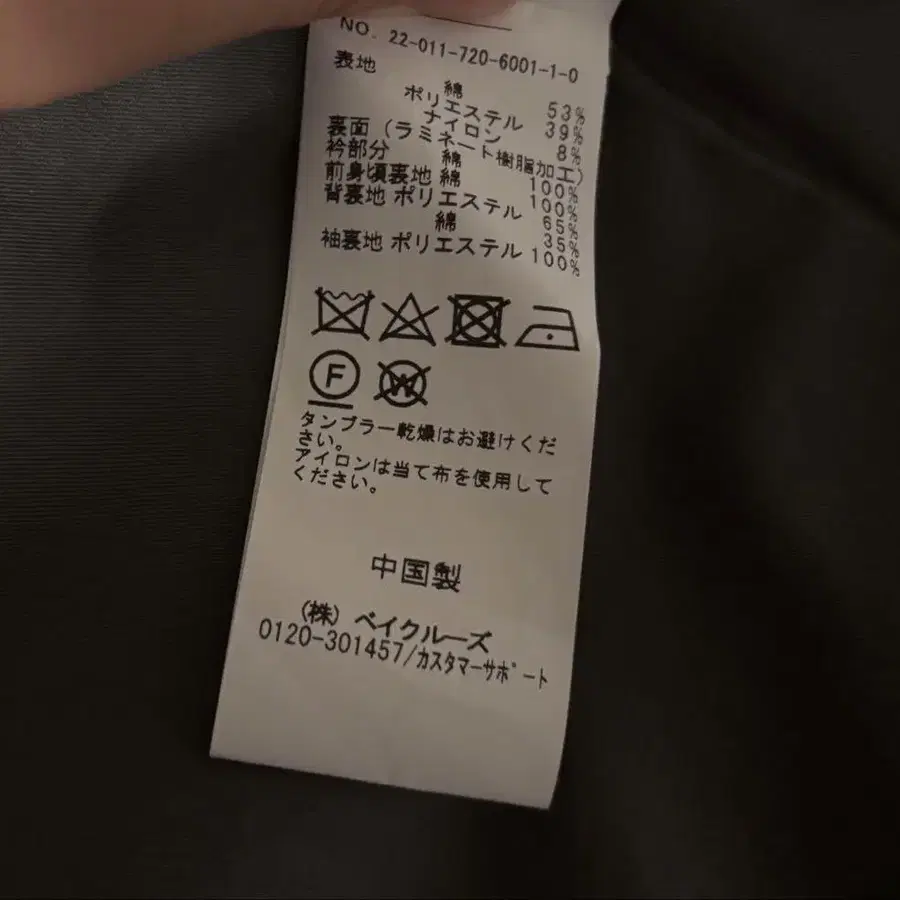 NO. 22-011-720-6001-1-0
表地
綿 53%
ポリエステル 39%
ナイロン 8%
裏面(ラミネート樹脂加工)
衿部分 綿 100%
前身頃裏地 綿 100%
背裏地 ポリエステル 65%
綿 35%
袖裏地 ポリエステル 100%
F W
タンブラー乾燥はお避けくだ
さい。
アイロンは当て布を使用して
ください。
中国製
(株)ベイクルーズ
0120-301457/カスタマーサポート